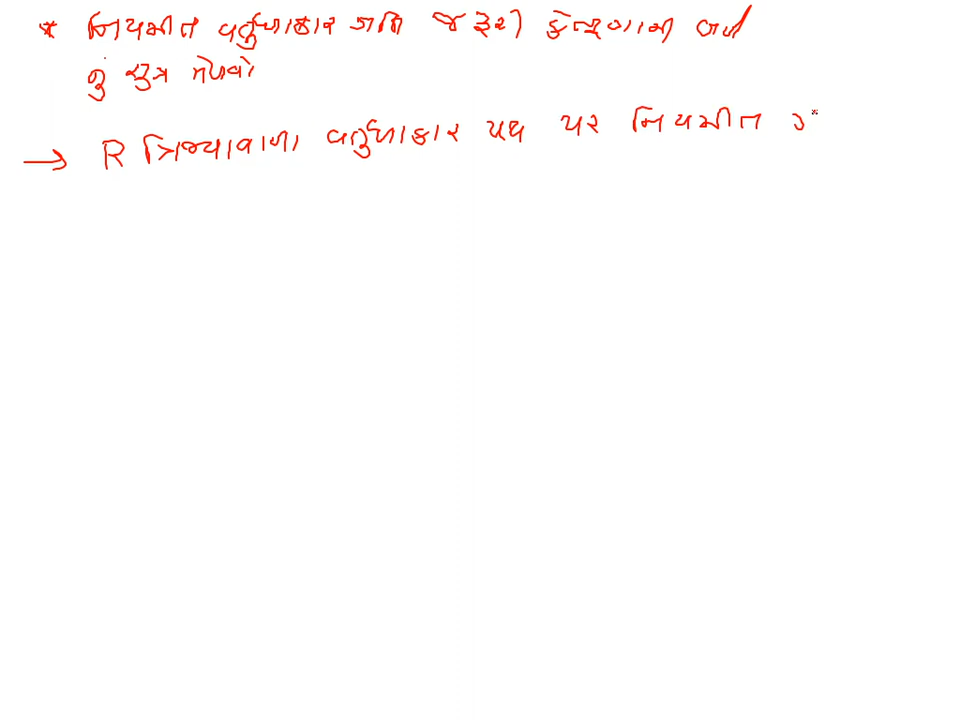 * નિયમીત વર્તુળાકાર ગતિ જરૂરી કેન્દ્રગામી બળ
નું સુત્ર મેળવો
→ R ત્રિજ્યાવાળા વર્તુળાકાર પથ પર નિયમીત